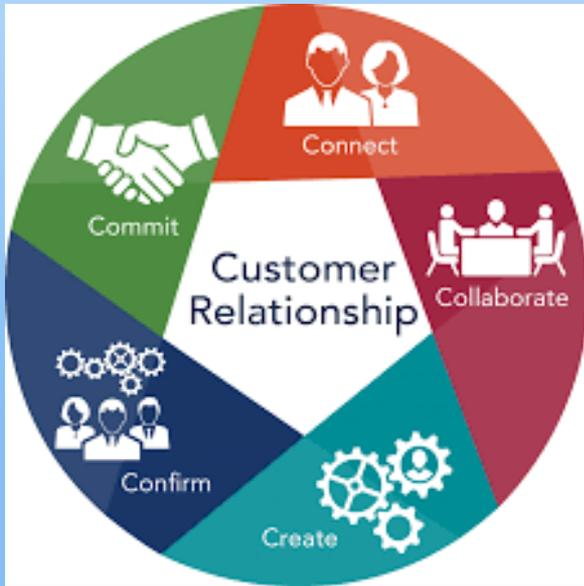 Customer
Relationship
Connect
Collaborate
Create
Confirm
Commit